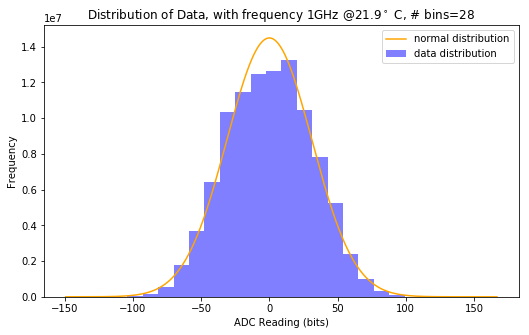 Distribution of Data, with frequency 1GHz @21.9° C, # bins=28
1e7
normal distribution
data distribution
1.4
1.2
1.0
0.8
0.6
0.4
0.2
0.0
Frequency
−150 −100 −50 0 50 100 150
ADC Reading (bits)